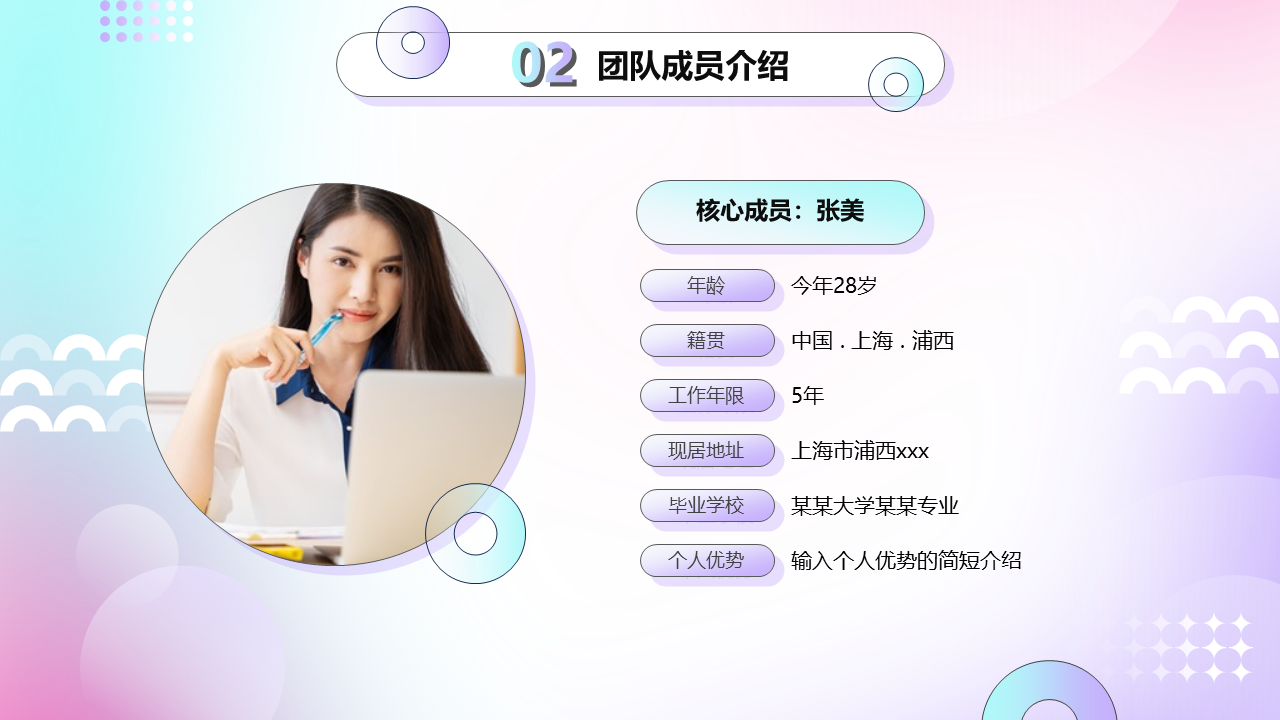 02 团队成员介绍
核心成员：张美
年龄 今年28岁
籍贯 中国 . 上海 . 浦西
工作年限 5年
现居地址 上海市浦西xxx
毕业学校 某某大学某某专业
个人优势 输入个人优势的简短介绍